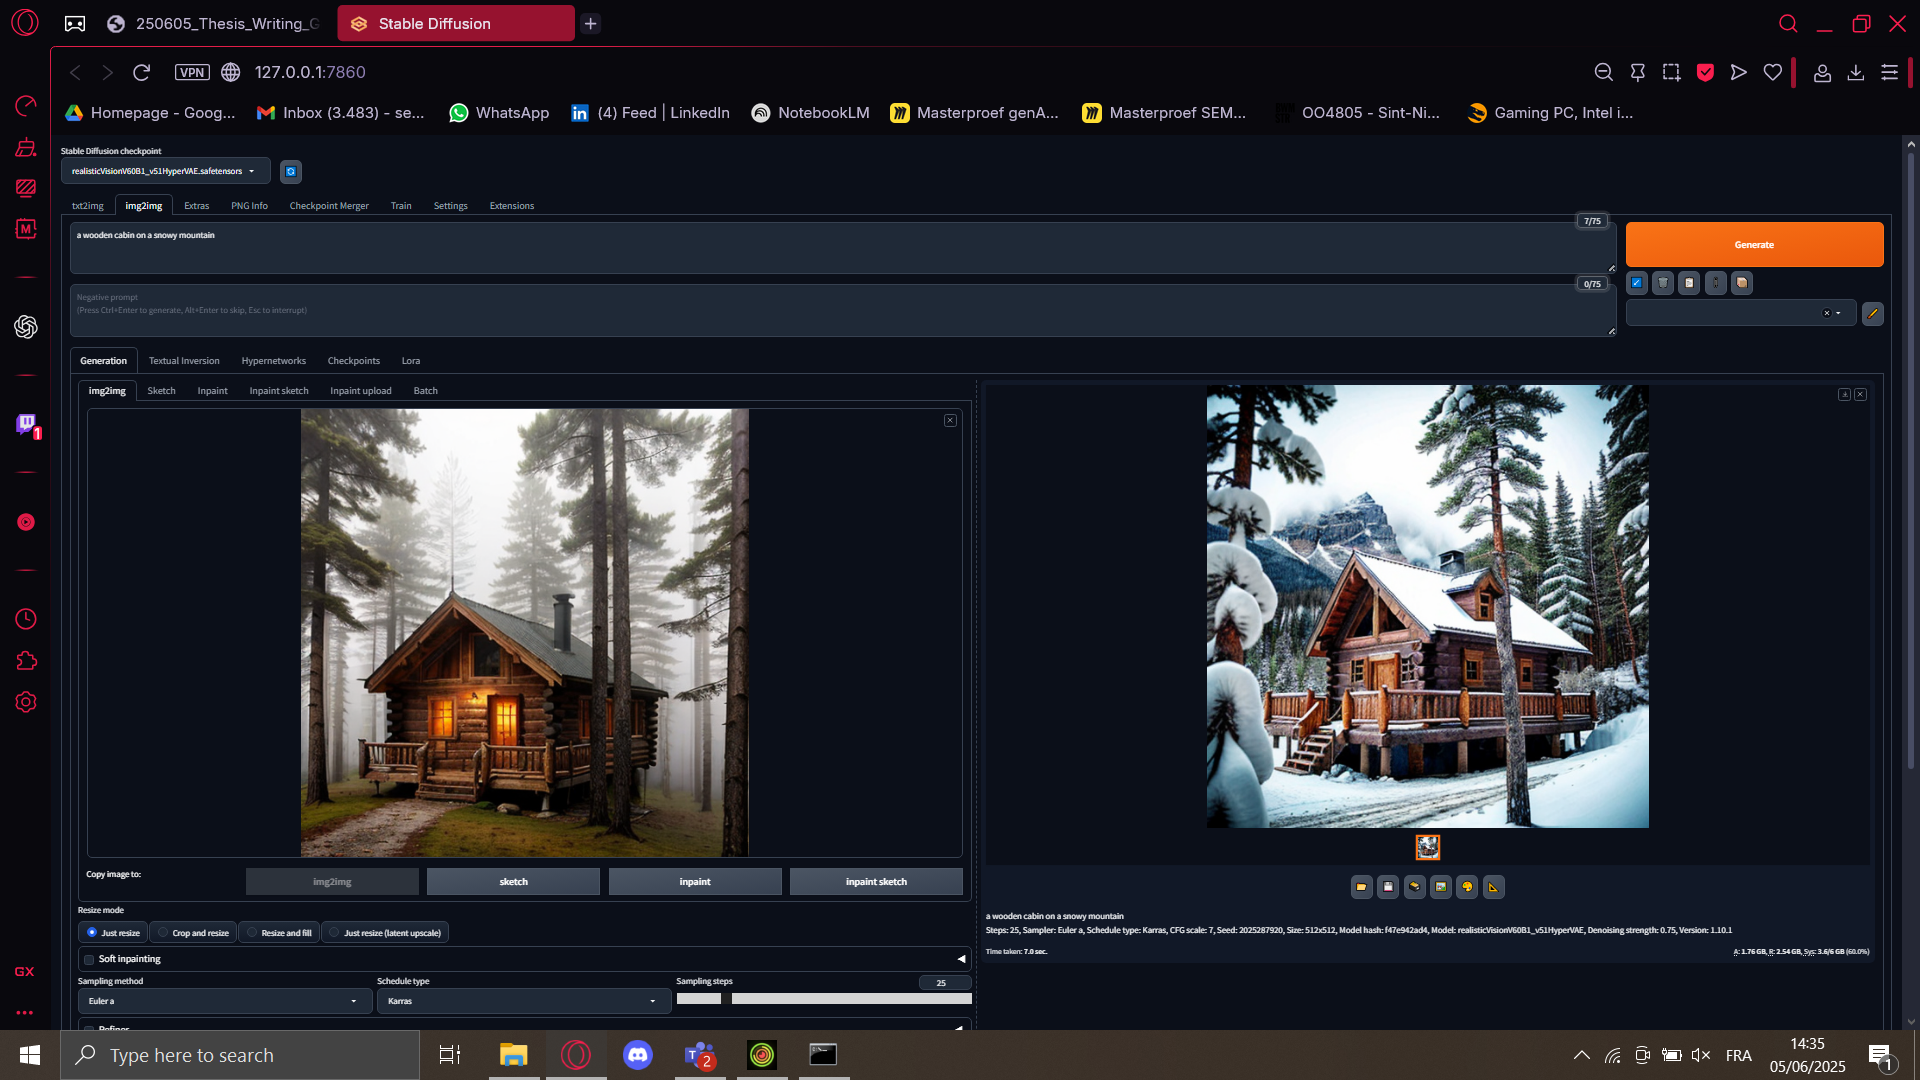 250605_Thesis_Writing_G
Stable Diffusion
VPN
127.0.0.1:7860
Homepage - Goog...
Inbox (3.483) - se...
WhatsApp
(4) Feed | LinkedIn
NotebookLM
Masterproef genA...
Masterproef SEM...
OO4805 - Sint-Ni...
Gaming PC, Intel i...
Stable Diffusion checkpoint
realisticVisionV60B1_v51HyperVAE.safetensors
txt2img
img2img
Extras
PNG Info
Checkpoint Merger
Train
Settings
Extensions
7/75
a wooden cabin on a snowy mountain
Generate
0/75
Negative prompt
(Press Ctrl+Enter to generate, Alt+Enter to skip, Esc to interrupt)
Generation
Textual Inversion
Hypernetworks
Checkpoints
Lora
img2img
Sketch
Inpaint
Inpaint sketch
Inpaint upload
Batch
Copy image to:
img2img
sketch
inpaint
inpaint sketch
Resize mode
Just resize
Crop and resize
Resize and fill
Just resize (latent upscale)
Soft inpainting
Sampling method
Euler a
Schedule type
Karras
Sampling steps
25
Refiner
a wooden cabin on a snowy mountain
Steps: 25, Sampler: Euler a, Schedule type: Karras, CFG scale: 7, Seed: 2025287920, Size: 512x512, Model hash: f47e942ad4, Model: realisticVisionV60B1_v51HyperVAE, Denoising strength: 0.75, Version: 1.10.1
Time taken: 7.0 sec.
A: 1.76 GB, R: 2.54 GB, Sys: 3.6/6 GB (60.0%)
M
1
GX
Type here to search
2
FRA
14:35
05/06/2025
1